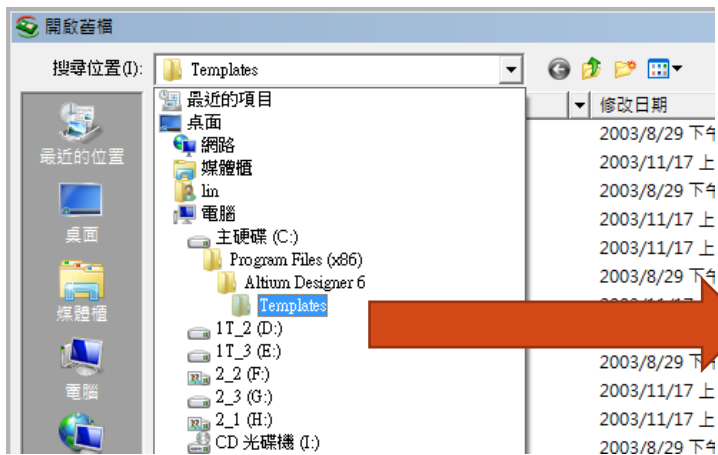 開啟舊檔
搜尋位置(I):
Templates
最近的項目
桌面
網路
媒體櫃
lin
電腦
主硬碟 (C:)
Program Files (x86)
Altium Designer 6
Templates
1T_2 (D:)
1T_3 (E:)
2_2 (F:)
2_3 (G:)
2_1 (H:)
CD 光碟機 (I:)
最近的位置
桌面
媒體櫃
電腦
修改日期
2003/8/29 下午
2003/11/17 上
2003/8/29 下午
2003/11/17 上
2003/11/17 上
2003/8/29 下午
2003/8/29 下午
2003/11/17 上
2003/11/17 上
2003/8/29 下午